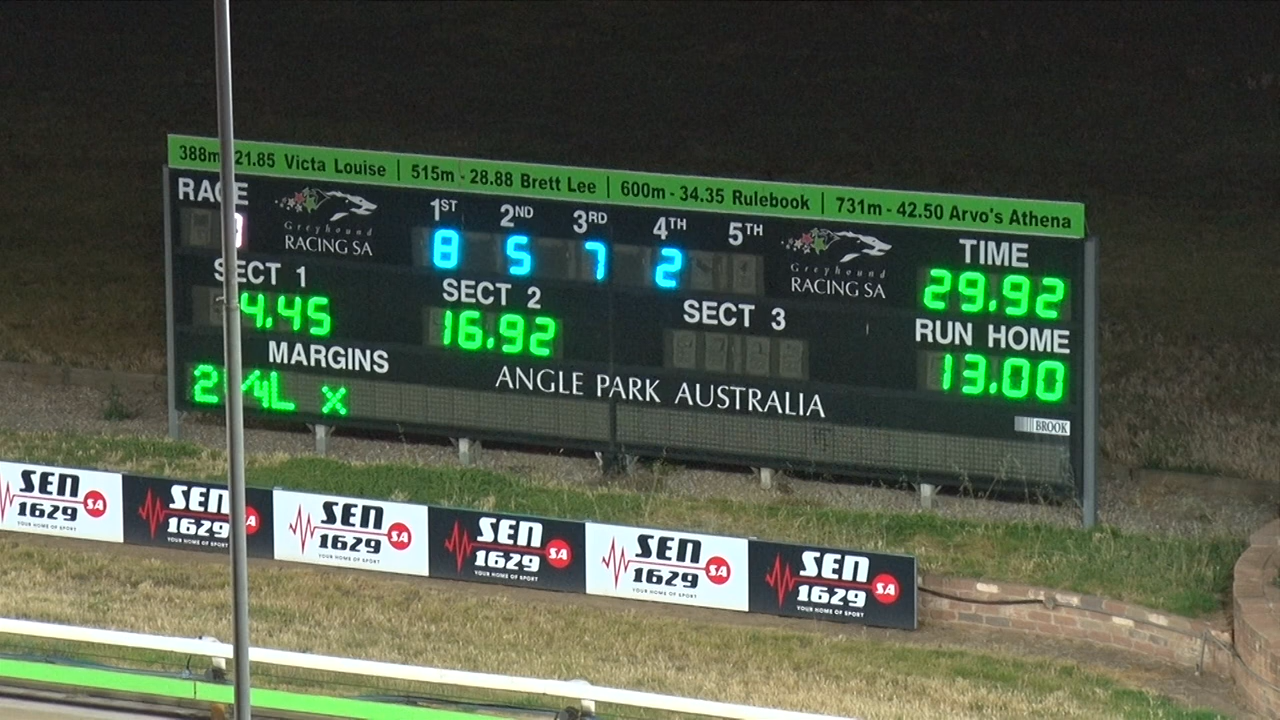 388m 21.85 Victa Louise | 515m - 28.88 Brett Lee | 600m - 34.35 Rulebook | 731m - 42.50 Arvo's Athena
RACE
Greyhound
RACING SA
1ST 2ND 3RD 4TH 5TH
8 5 7 2
Greyhound
RACING SA
TIME
29.92
SECT 1
4.45
SECT 2
16.92
SECT 3
RUN HOME
13.00
MARGINS
ANGLE PARK AUSTRALIA
BROOK
SEN
1629 SA
YOUR HOME OF SPORT
SEN
1629
YOUR HOME OF SPORT
SEN
1629 SA
YOUR HOME OF SPORT
SEN
1629 SA
YOUR HOME OF SPORT
SEN
1629 SA
YOUR HOME OF SPORT
SEN
1629 SA
YOUR HOME OF SPORT